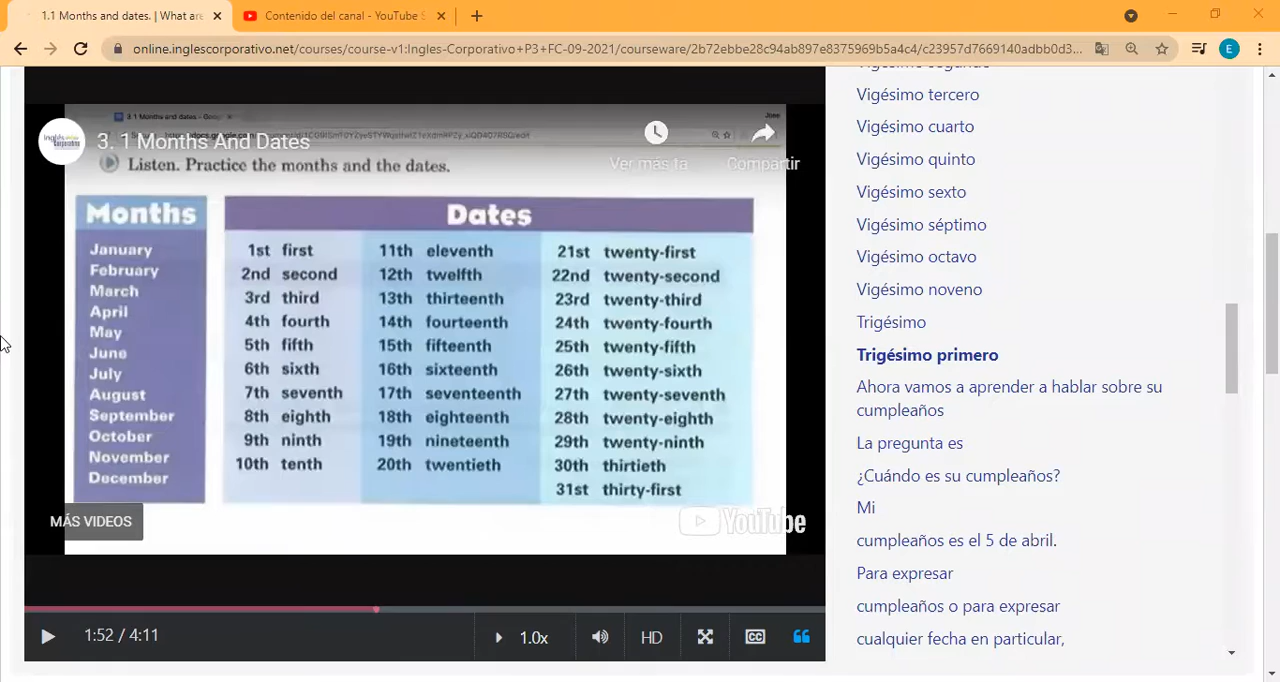 1.1 Months and dates. | What are
Contenido del canal - YouTube S
online.inglescorporativo.net/courses/course-v1:Ingles-Corporativo+P3+FC-09-2021/courseware/2b72ebbe28c94ab897e8375969b5a4c4/c23957d7669140adbb0d3...
E
3.1 Months and dates - Goo
3. 1 Months And Dates
Ver más ta
Compartir
Listen. Practice the months and the dates.
Months
January
February
March
April
May
June
July
August
September
October
November
December
Dates
1st first
2nd second
3rd third
4th fourth
5th fifth
6th sixth
7th seventh
8th eighth
9th ninth
10th tenth
11th eleventh
12th twelfth
13th thirteenth
14th fourteenth
15th fifteenth
16th sixteenth
17th seventeenth
18th eighteenth
19th nineteenth
20th twentieth
21st twenty-first
22nd twenty-second
23rd twenty-third
24th twenty-fourth
25th twenty-fifth
26th twenty-sixth
27th twenty-seventh
28th twenty-eighth
29th twenty-ninth
30th thirtieth
31st thirty-first
MÁS VIDEOS
YouTube
1:52 / 4:11
1.0x
HD
CC
Vigésimo segundo
Vigésimo tercero
Vigésimo cuarto
Vigésimo quinto
Vigésimo sexto
Vigésimo séptimo
Vigésimo octavo
Vigésimo noveno
Trigésimo
Trigésimo primero
Ahora vamos a aprender a hablar sobre su
cumpleaños
La pregunta es
¿Cuándo es su cumpleaños?
Mi
cumpleaños es el 5 de abril.
Para expresar
cumpleaños o para expresar
cualquier fecha en particular,